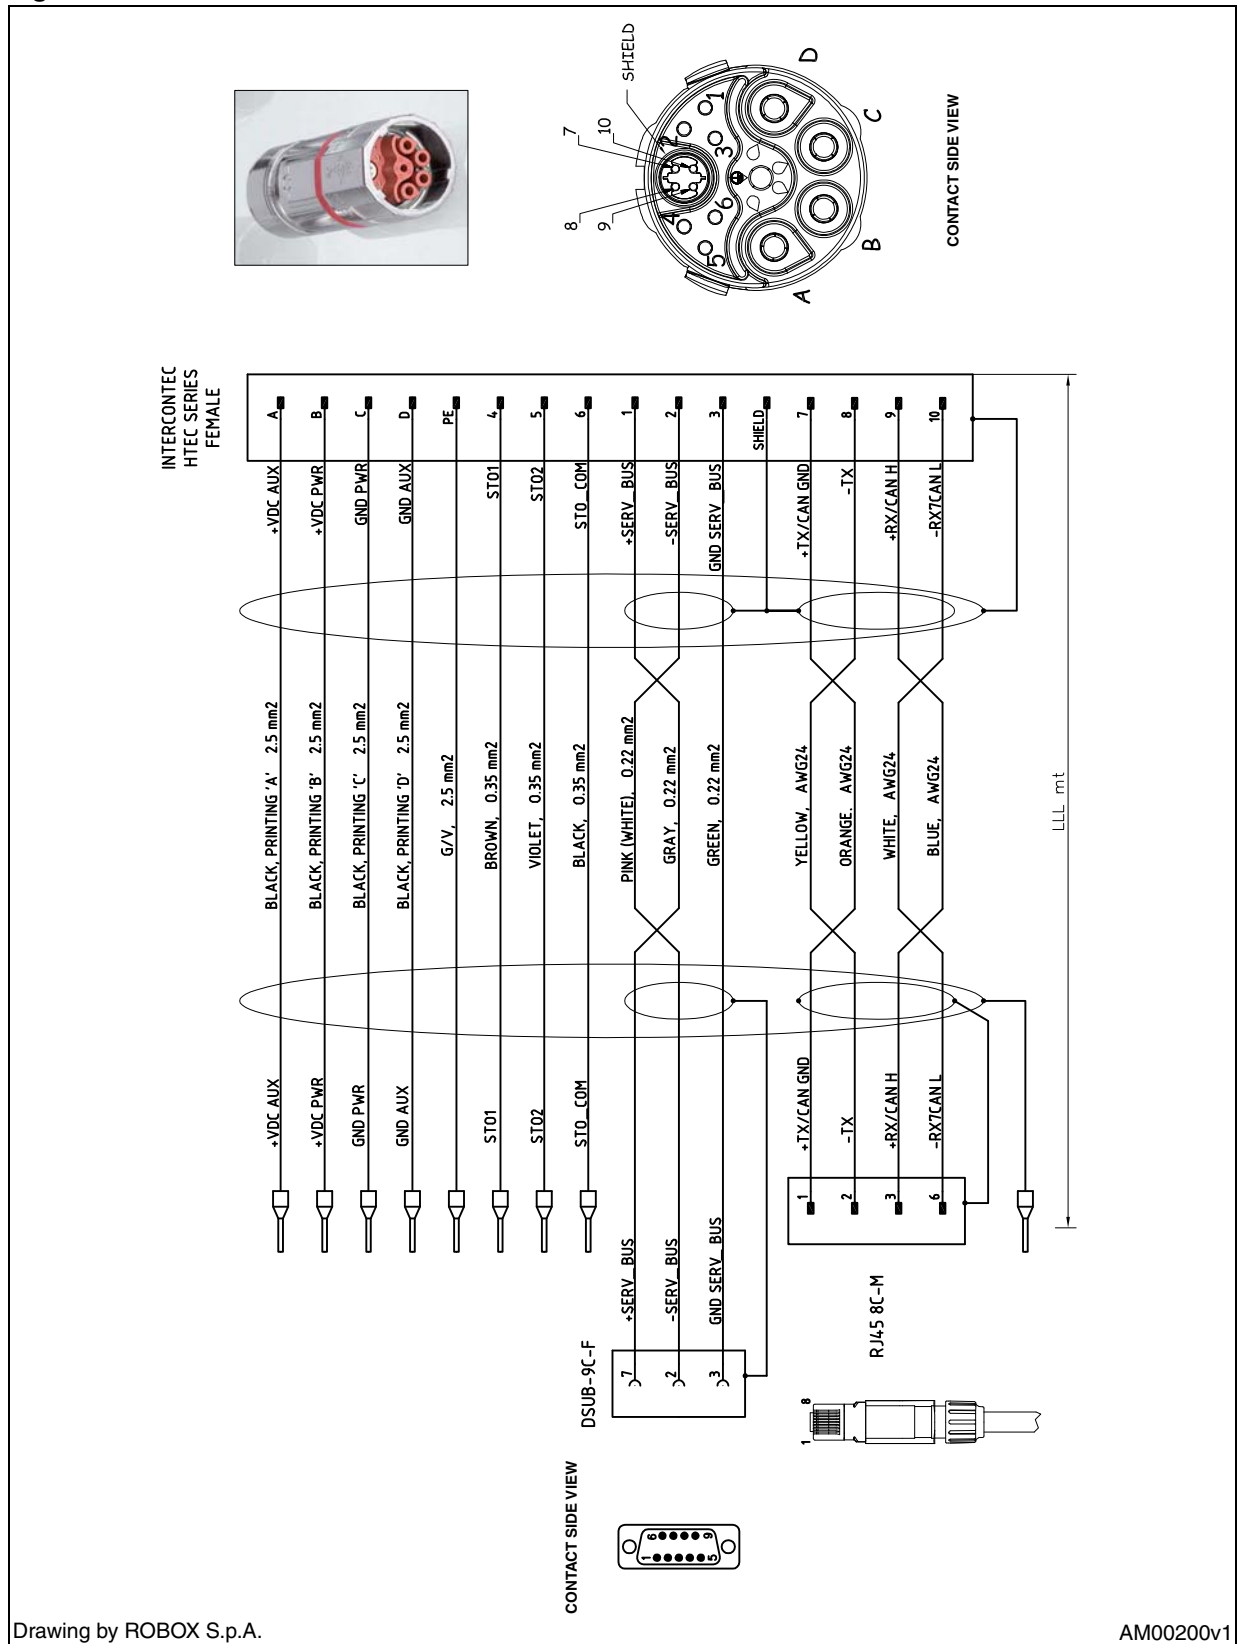 SHIELD
7
10
8
9
1
2
3
4
5
6
A
B
C
D
CONTACT SIDE VIEW
INTERCONTEC
HTEC SERIES
FEMALE
A
B
C
D
PE
4
5
6
1
2
3
SHIELD
7
8
9
10
+VDC AUX
+VDC PWR
GND PWR
GND AUX
STO1
STO2
STO_COM
+SERV_BUS
-SERV_BUS
GND SERV_BUS
+TX/CAN GND
-TX
+RX/CAN H
-RX7CAN L
BLACK, PRINTING 'A' 2.5 mm2
BLACK, PRINTING 'B' 2.5 mm2
BLACK, PRINTING 'C' 2.5 mm2
BLACK, PRINTING 'D' 2.5 mm2
G/V, 2.5 mm2
BROWN, 0.35 mm2
VIOLET, 0.35 mm2
BLACK, 0.35 mm2
PINK (WHITE), 0.22 mm2
GRAY, 0.22 mm2
GREEN, 0.22 mm2
YELLOW, AWG24
ORANGE, AWG24
WHITE, AWG24
BLUE, AWG24
LLL mt
+VDC AUX
+VDC PWR
GND PWR
GND AUX
STO1
STO2
STO_COM
+SERV_BUS
-SERV_BUS
GND SERV_BUS
+TX/CAN GND
-TX
+RX/CAN H
-RX7CAN L
7
2
3
DSUB-9C-F
1
2
3
6
RJ45 8C-M
1
8
CONTACT SIDE VIEW
6
9
1
5
Drawing by ROBOX S.p.A.
AM00200v1